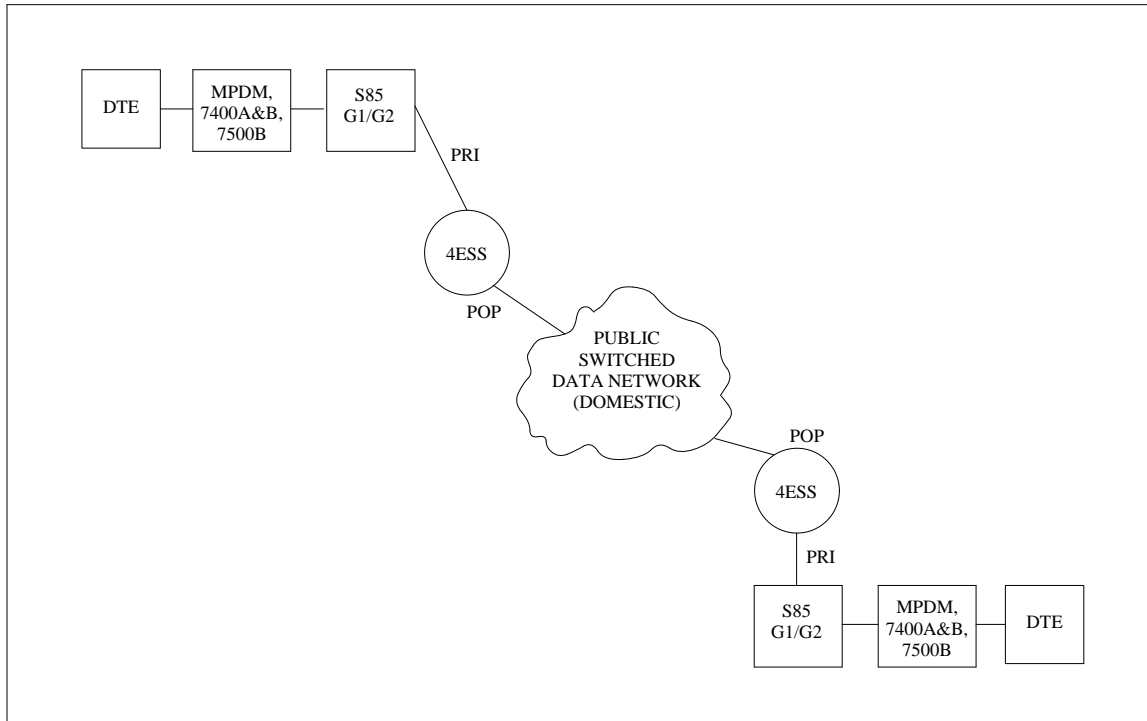 DTE
MPDM,
7400A&B,
7500B
S85
G1/G2
PRI
4ESS
POP
PUBLIC
SWITCHED
DATA NETWORK
(DOMESTIC)
POP
4ESS
PRI
S85
G1/G2
MPDM,
7400A&B,
7500B
DTE